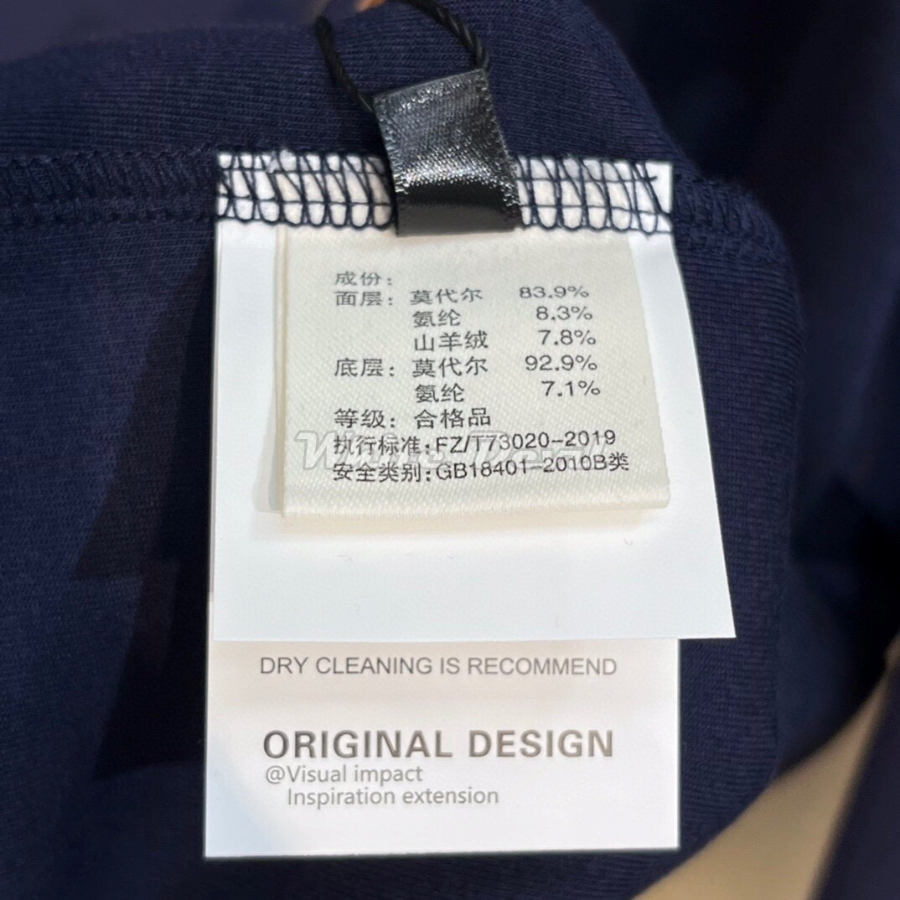 成份:
面层: 莫代尔 83.9%
氨纶 8.3%
山羊绒 7.8%
底层: 莫代尔 92.9%
氨纶 7.1%
等级: 合格品
执行标准: FZ/T73020-2019
安全类别: GB18401-2010B类
DRY CLEANING IS RECOMMEND
ORIGINAL DESIGN
@Visual impact
Inspiration extension